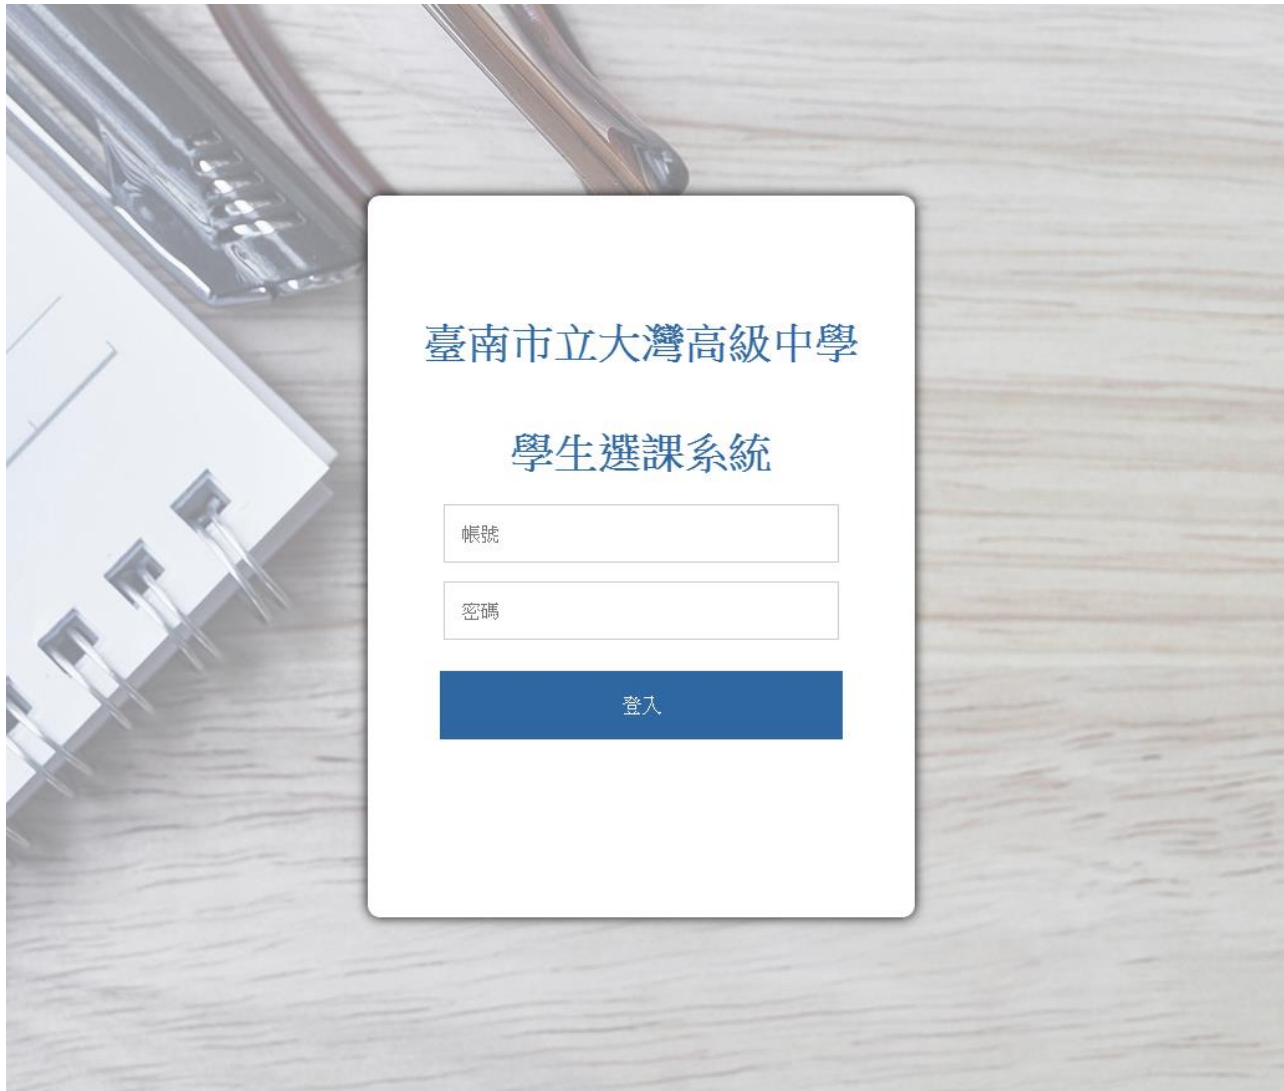 臺南市立大灣高級中學
學生選課系統
帳號
密碼
登入